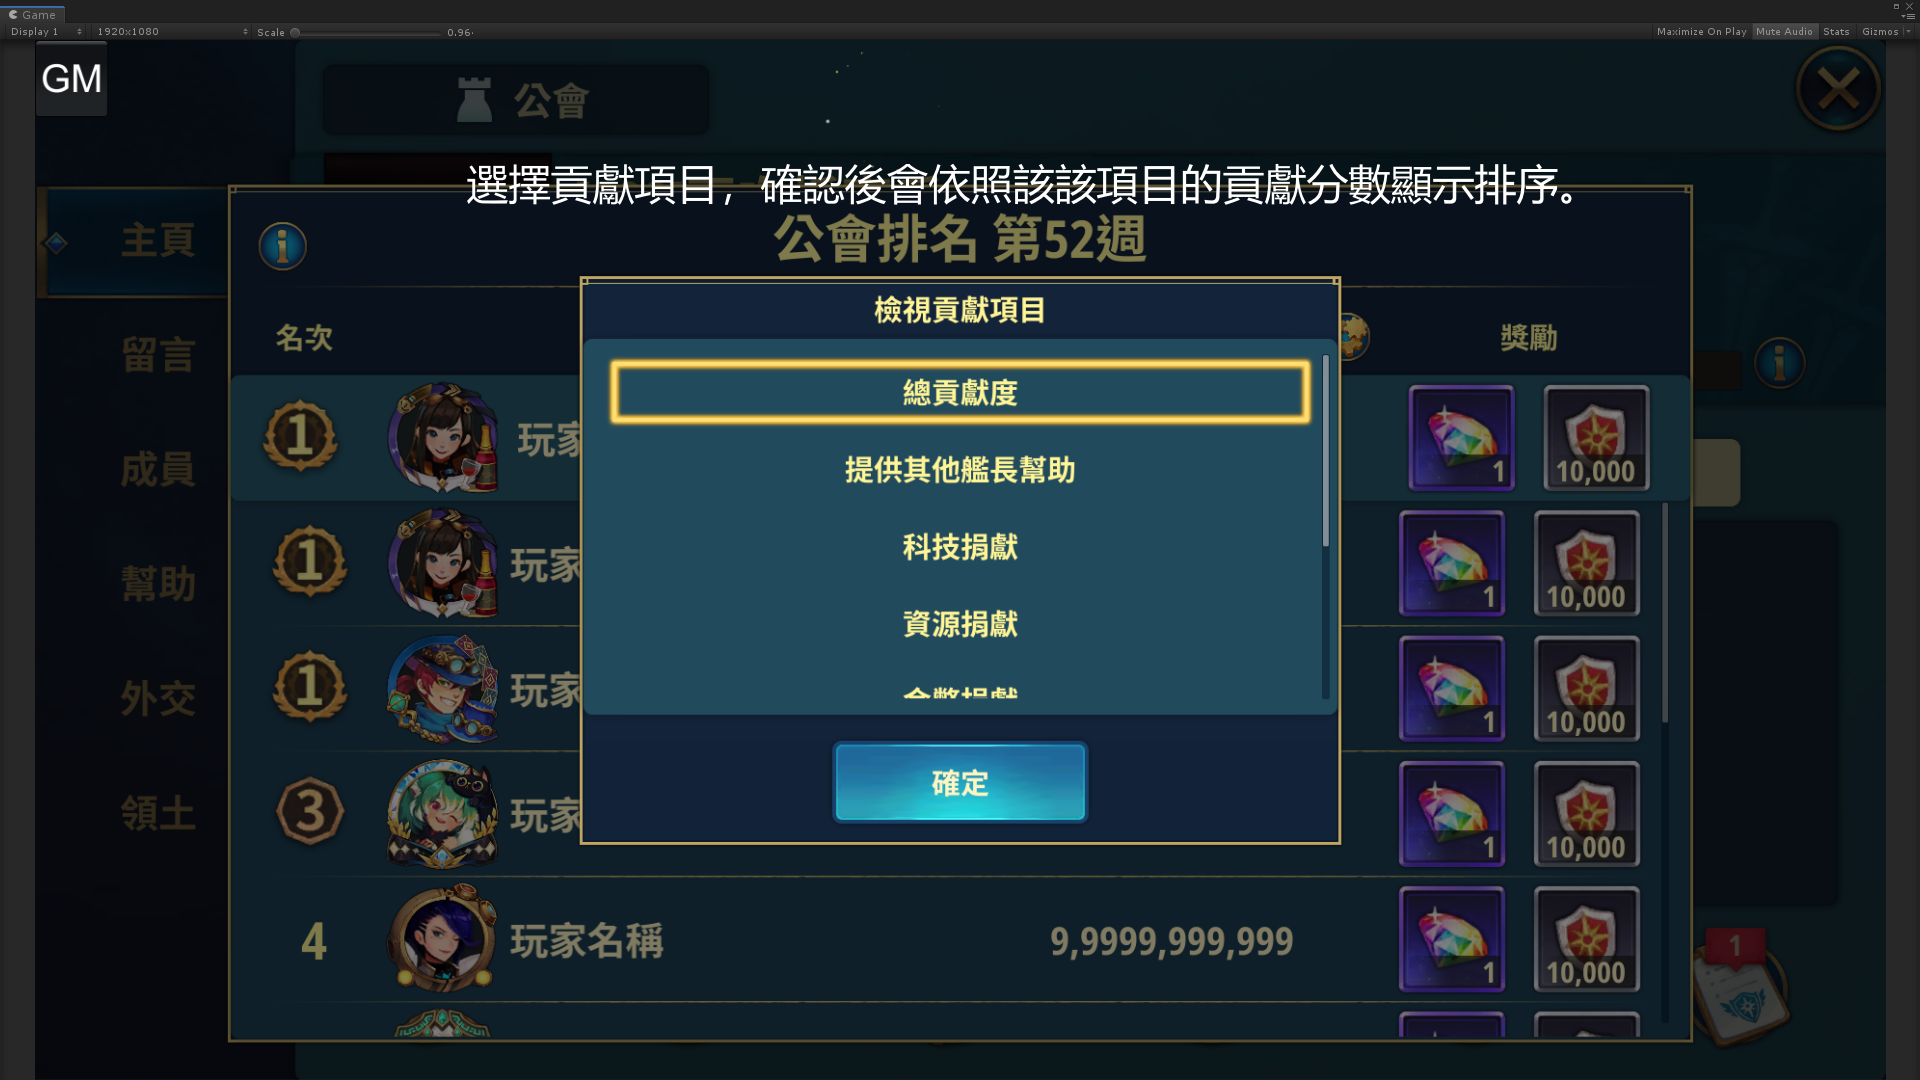 Game
Display 1 1920x1080 Scale 0.96
Maximize On Play Mute Audio Stats Gizmos
GM
公會
選擇貢獻項目，確認後會依照該該項目的貢獻分數顯示排序。
公會排名 第52週
主頁
留言
成員
幫助
外交
領土
名次
獎勵
檢視貢獻項目
總貢獻度
提供其他艦長幫助
科技捐獻
資源捐獻
金幣捐獻
確定
1 玩家 1 10,000
1 玩家 1 10,000
1 玩家 1 10,000
3 玩家 1 10,000
4 玩家名稱 9,9999,999,999 1 10,000
1